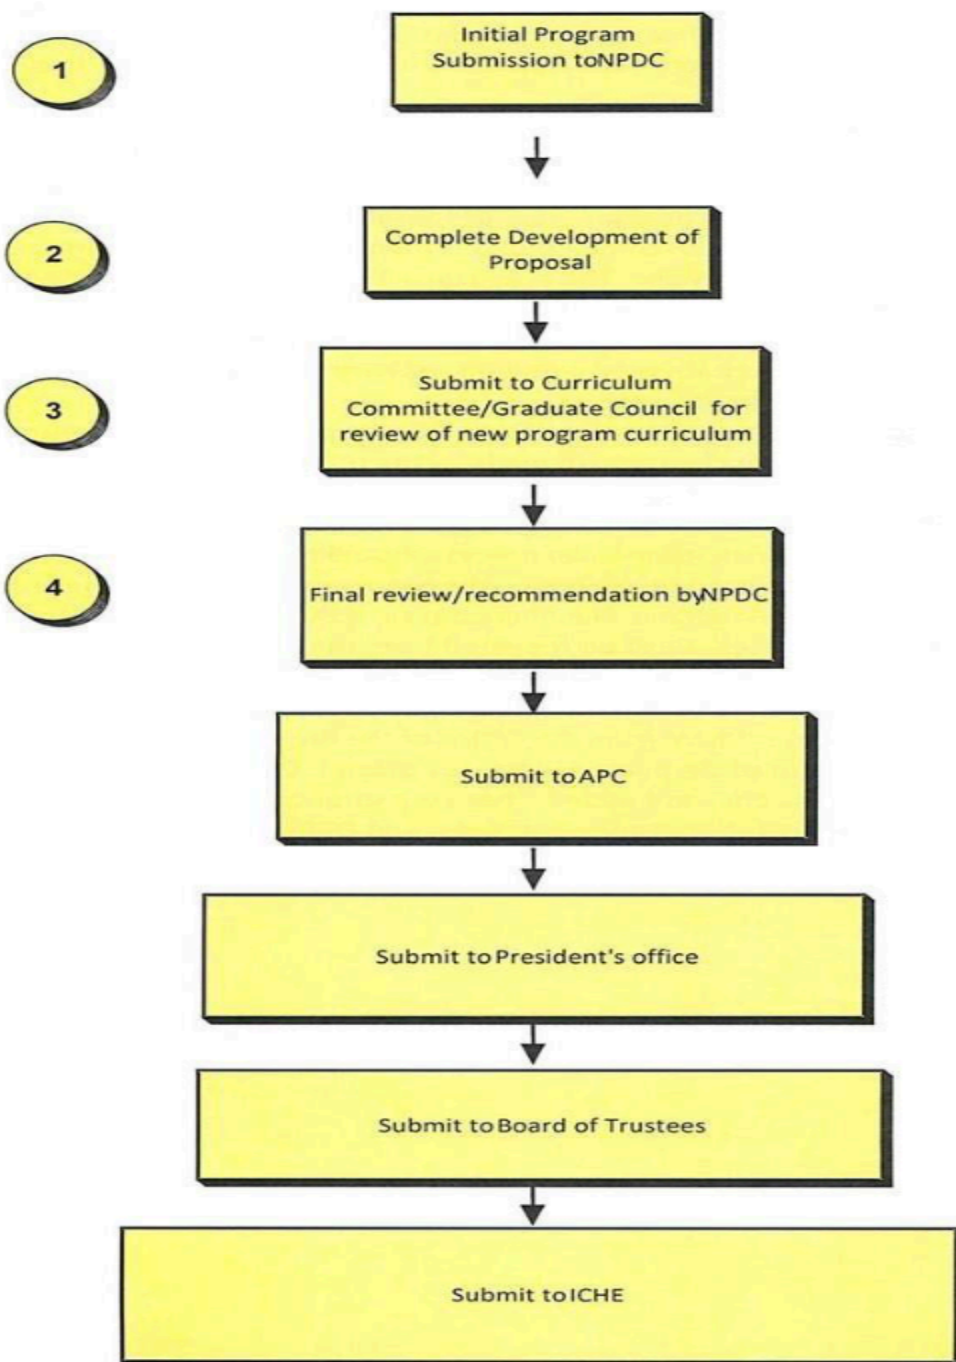 1
Initial Program
Submission toNPDC
2
Complete Development of
Proposal
3
Submit to Curriculum
Committee/Graduate Council for
review of new program curriculum
4
Final review/recommendation byNPDC
Submit to APC
Submit to President's office
Submit to Board of Trustees
Submit to ICHE